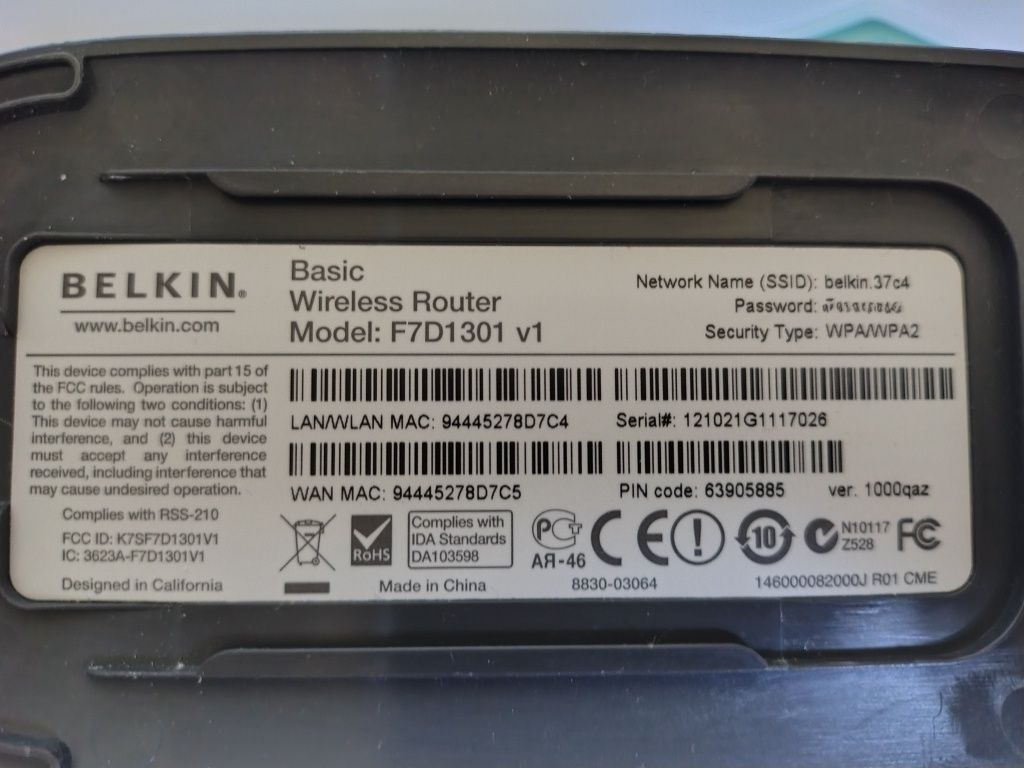 BELKIN®
www.belkin.com
Basic
Wireless Router
Model: F7D1301 v1
Network Name (SSID): belkin.37c4
Password:
Security Type: WPA/WPA2
This device complies with part 15 of
the FCC rules. Operation is subject
to the following two conditions: (1)
This device may not cause harmful
interference, and (2) this device
must accept any interference
received, including interference that
may cause undesired operation.
LAN/WLAN MAC: 94445278D7C4
Serial#: 121021G1117026
WAN MAC: 94445278D7C5
PIN code: 63905885
ver. 1000qaz
Complies with RSS-210
FCC ID: K7SF7D1301V1
IC: 3623A-F7D1301V1
Designed in California
RoHS
Complies with
IDA Standards
DA103598
Made in China
АЯ-46
CE
10
N10117
Z528
FC
8830-03064
146000082000J R01 CME